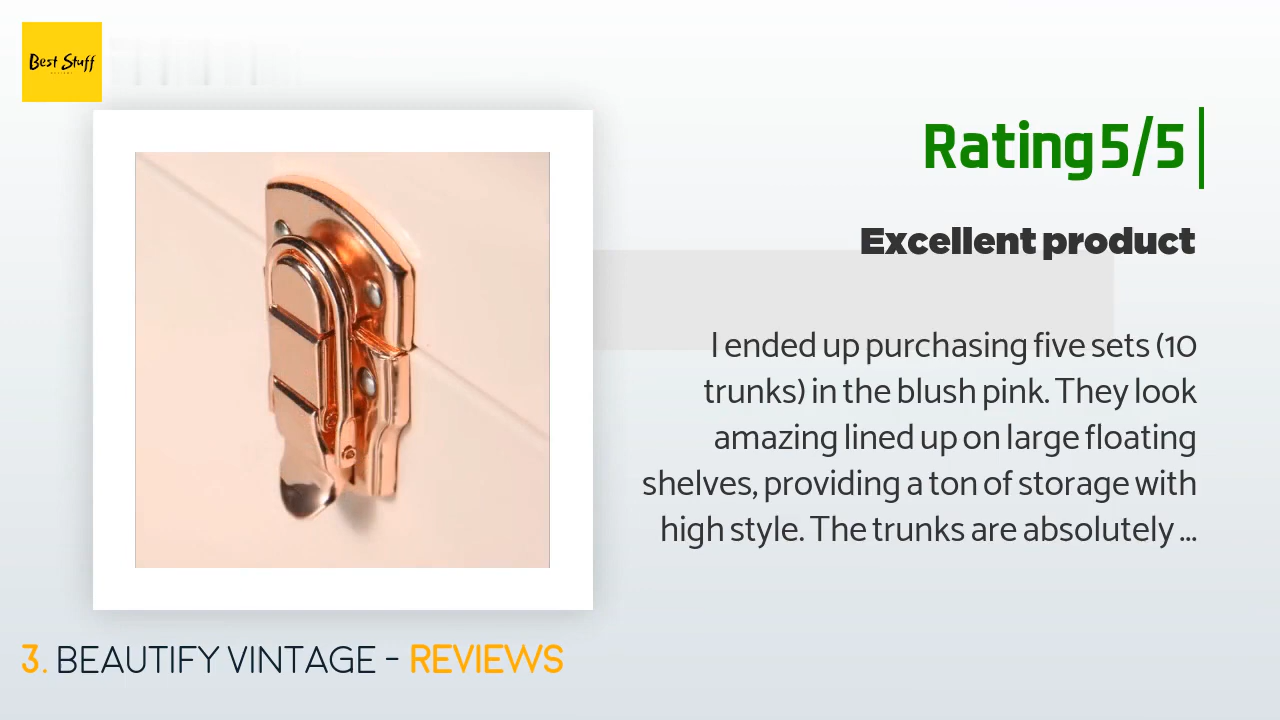 Best Stuff
Rating 5/5
Excellent product
I ended up purchasing five sets (10
trunks) in the blush pink. They look
amazing lined up on large floating
shelves, providing a ton of storage with
high style. The trunks are absolutely ...
3. BEAUTIFY VINTAGE - REVIEWS